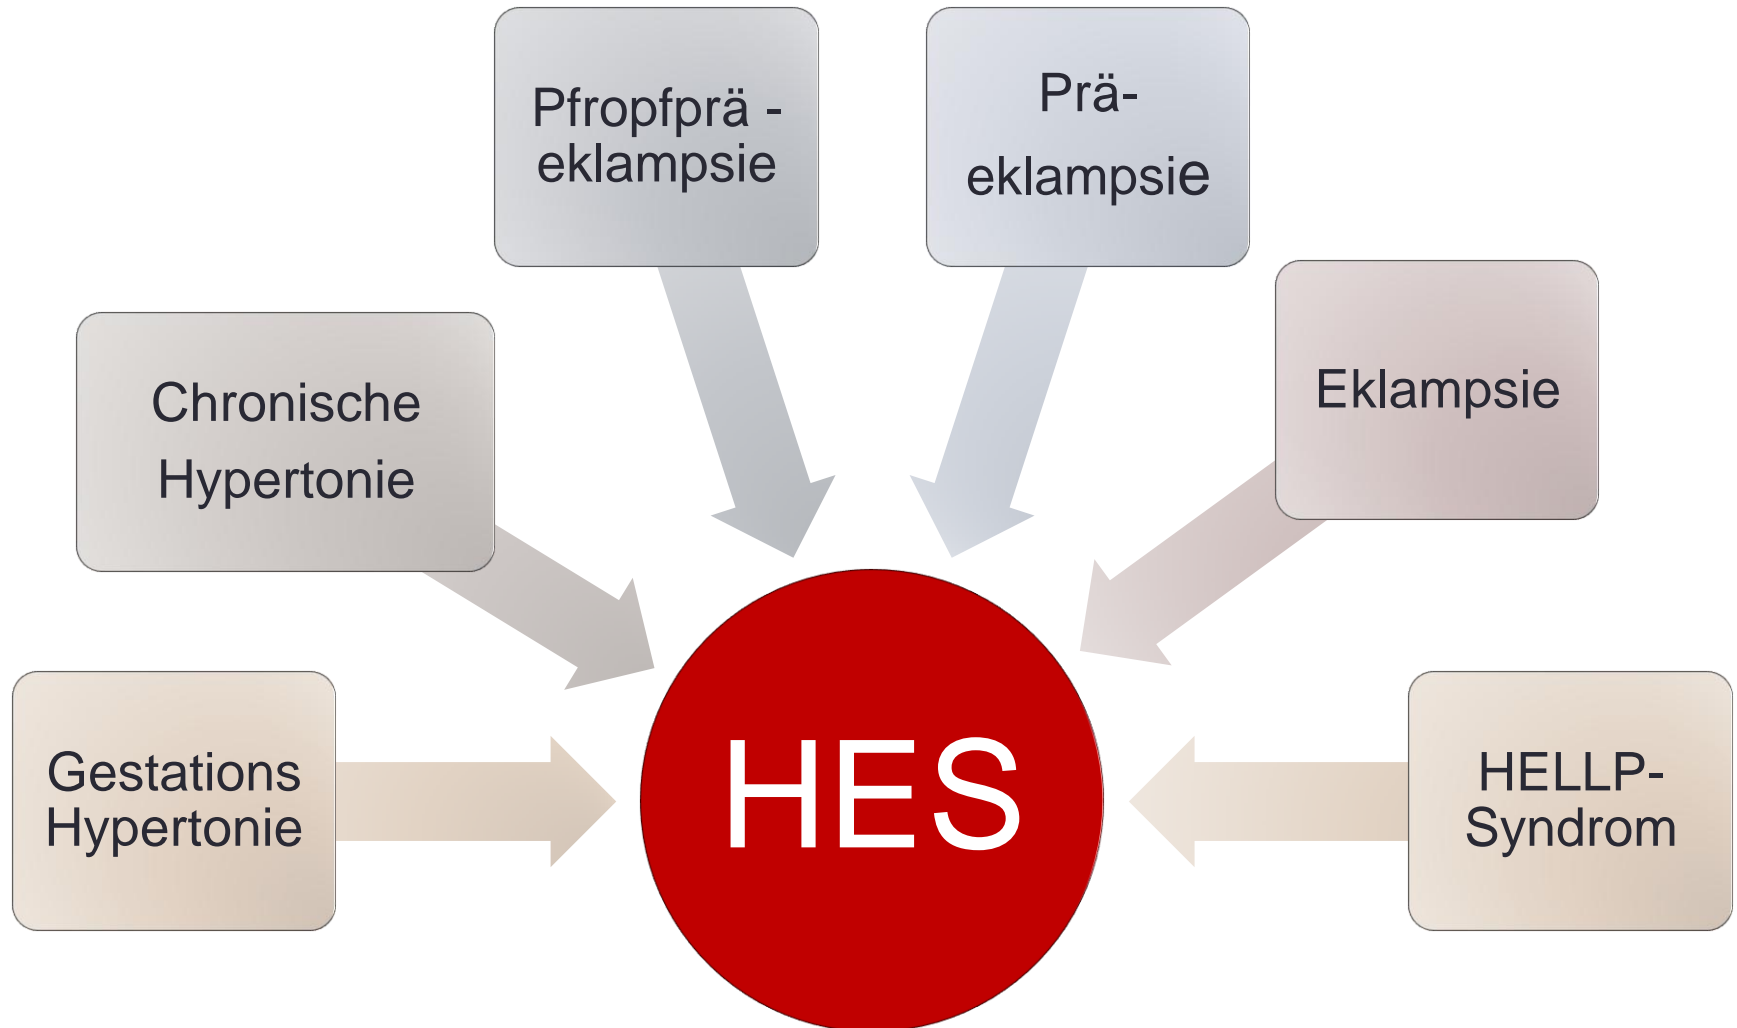 Pfropfprä -
eklampsie
Prä-
eklampsie
Chronische
Hypertonie
Eklampsie
Gestations
Hypertonie
HES
HELLP-
Syndrom